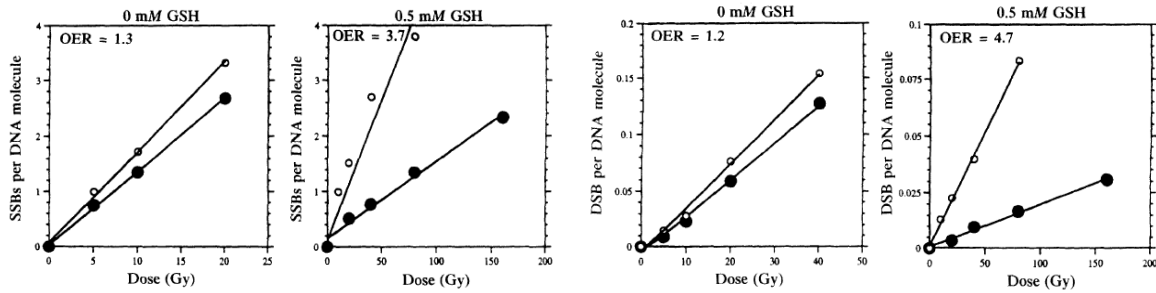 0 mM GSH
OER = 1.3
SSBs per DNA molecule
4
3
2
1
0
0 5 10 15 20 25
Dose (Gy)
0.5 mM GSH
OER = 3.7
SSBs per DNA molecule
4
3
2
1
0
0 50 100 150 200
Dose (Gy)
0 mM GSH
OER = 1.2
DSB per DNA molecule
0.2
0.15
0.1
0.05
0
0 10 20 30 40 50
Dose (Gy)
0.5 mM GSH
OER = 4.7
DSB per DNA molecule
0.1
0.075
0.05
0.025
0
0 50 100 150 200
Dose (Gy)